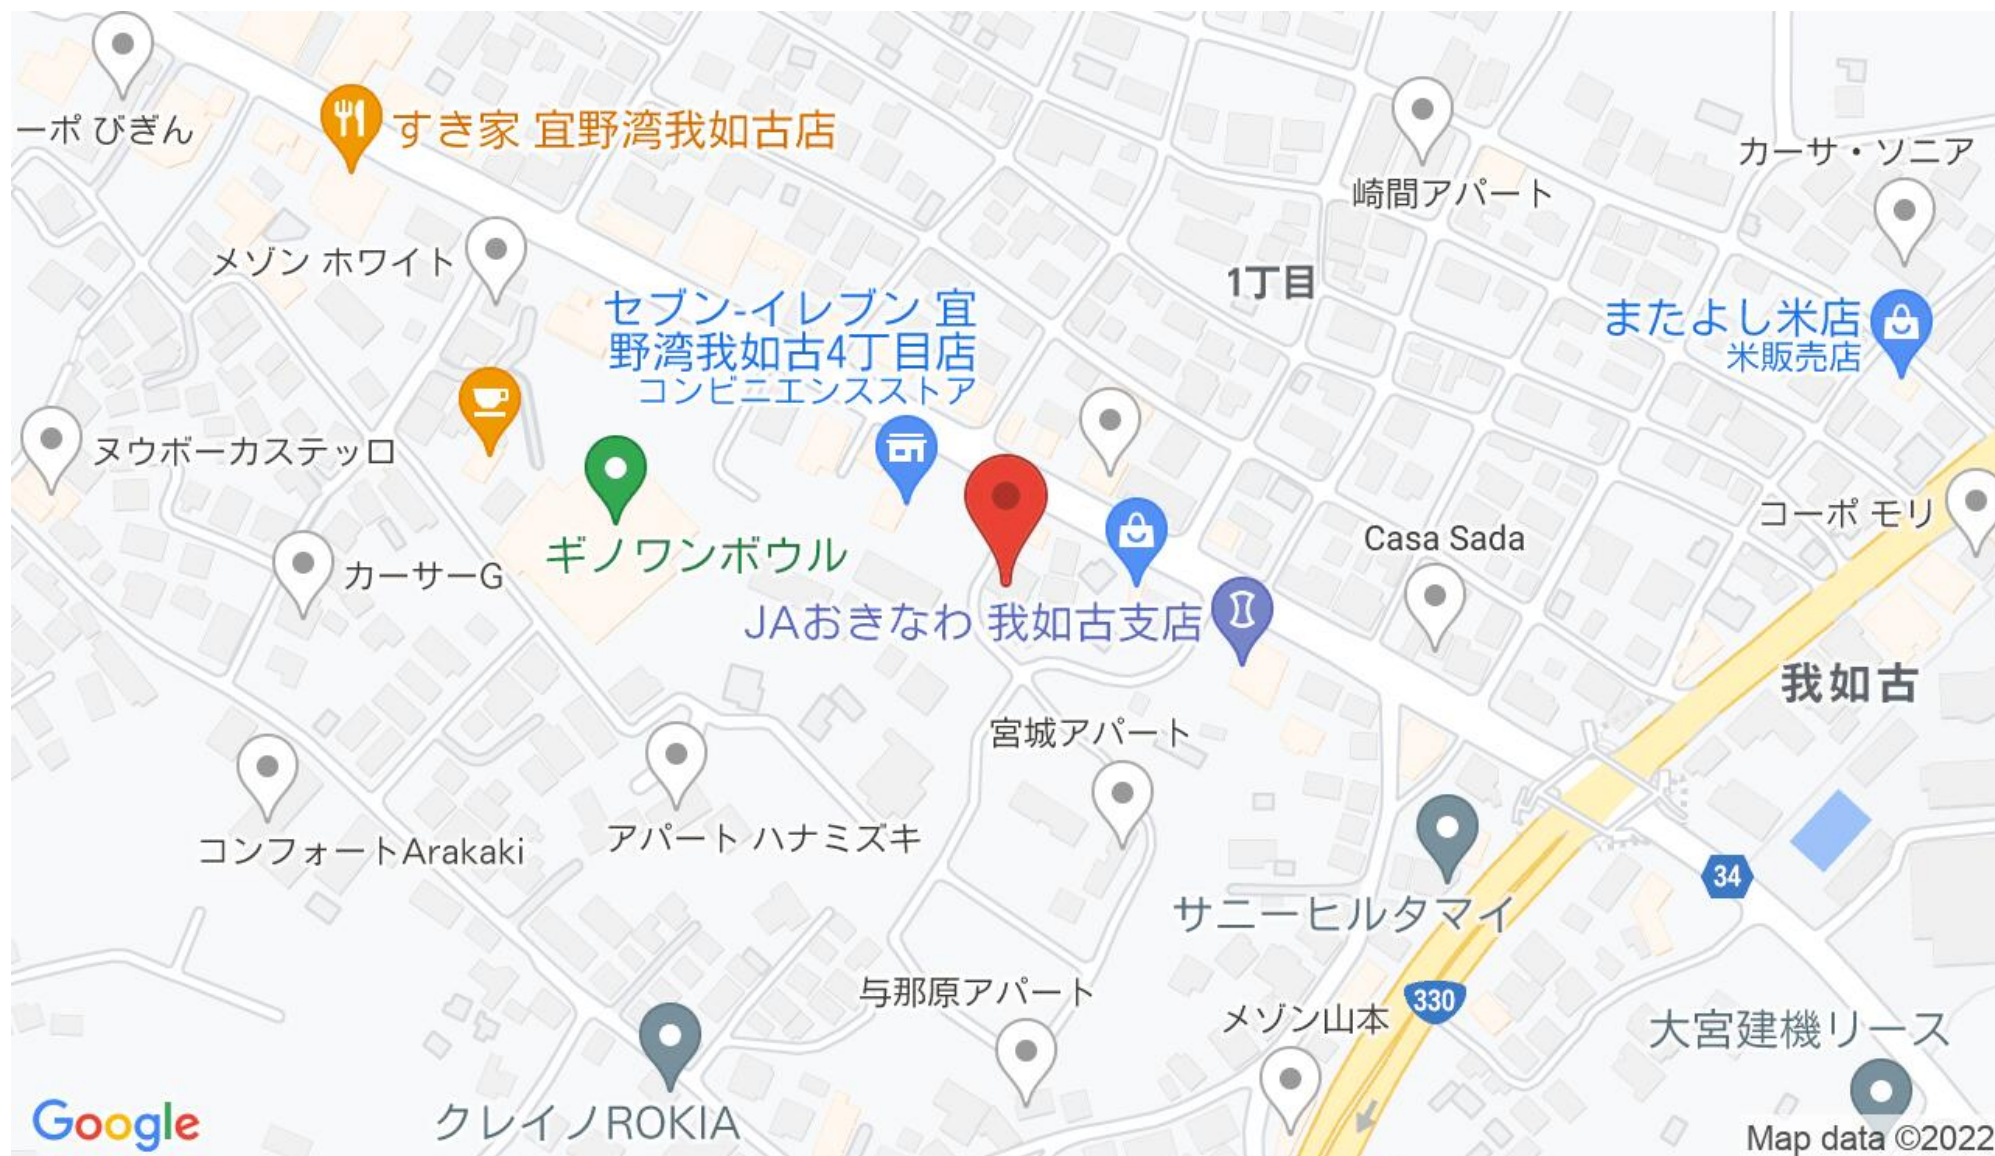 ーポ びぎん
すき家 宜野湾我如古店
崎間アパート
カーサ・ソニア
メゾン ホワイト
1丁目
セブン-イレブン 宜
野湾我如古4丁目店
コンビニエンスストア
またよし米店
米販売店
ヌウボーカステッロ
コーポ モリ
Casa Sada
ギノワンボウル
カーサーG
JAおきなわ 我如古支店
我如古
宮城アパート
コンフォートArakaki
アパート ハナミズキ
34
サニーヒルタマイ
与那原アパート
330
メゾン山本
大宮建機リース
クレイノROKIA
Google
Map data ©2022